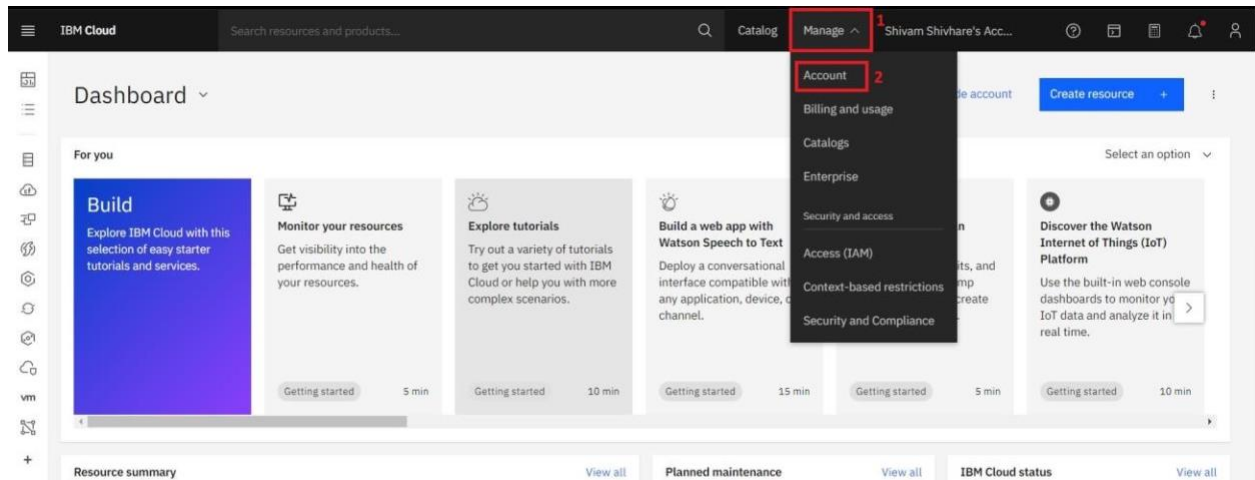 IBM Cloud
Search resources and products...
Catalog
Manage
1
Shivam Shivhare's Acc...
Account
2
Billing and usage
Catalogs
Enterprise
Security and access
Access (IAM)
Context-based restrictions
Security and Compliance
Dashboard
account
Create resource +
For you
Select an option
Build
Explore IBM Cloud with this
selection of easy starter
tutorials and services.
Monitor your resources
Get visibility into the
performance and health of
your resources.
Getting started
5 min
Explore tutorials
Try out a variety of tutorials
to get you started with IBM
Cloud or help you with more
complex scenarios.
Getting started
10 min
Build a web app with
Watson Speech to Text
Deploy a conversational
interface compatible with
any application, device,
channel.
Getting started
15 min
its, and
create
Getting started
5 min
Discover the Watson
Internet of Things (IoT)
Platform
Use the built-in web console
dashboards to monitor
IoT data and analyze it in
real time.
Getting started
10 min
vm
Resource summary
View all
Planned maintenance
View all
IBM Cloud status
View all